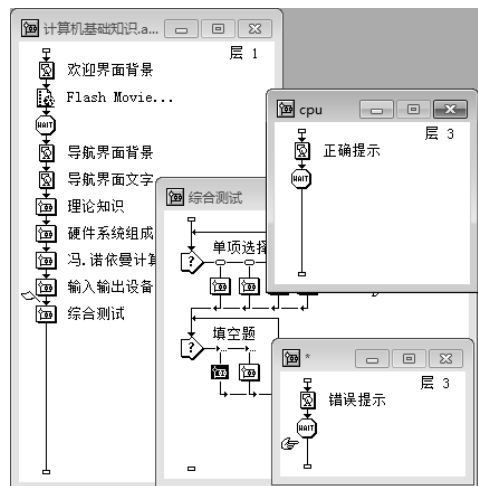 计算机基础知识.a...
层 1
欢迎界面背景
Flash Movie...
WAIT
导航界面背景
导航界面文字
理论知识
硬件系统组成
冯.诺依曼计算
输入输出设备
综合测试
综合测试
单项选择
?
填空题
?
cpu
层 3
正确提示
WAIT
*
层 3
错误提示
WAIT